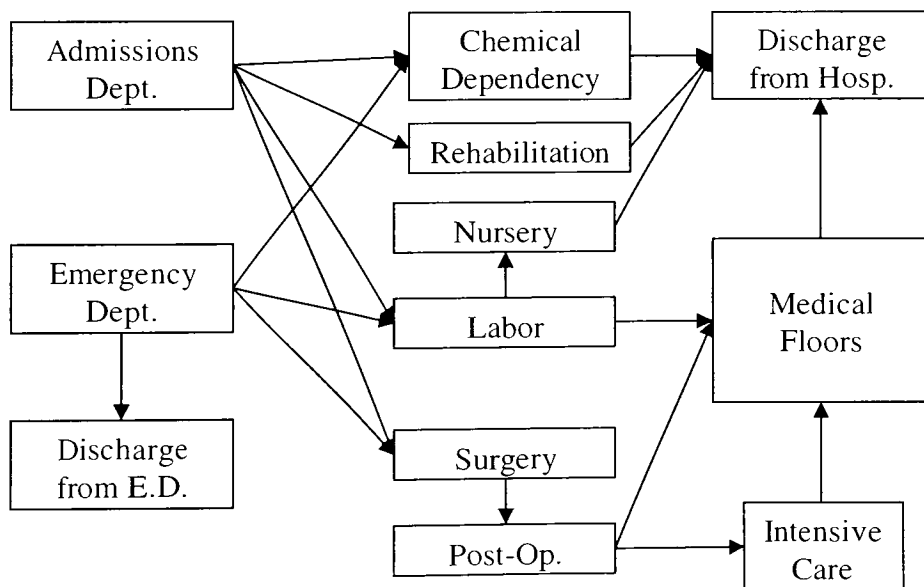 Admissions
Dept.
Chemical
Dependency
Discharge
from Hosp.
Rehabilitation
Nursery
Emergency
Dept.
Labor
Medical
Floors
Discharge
from E.D.
Surgery
Post-Op.
Intensive
Care